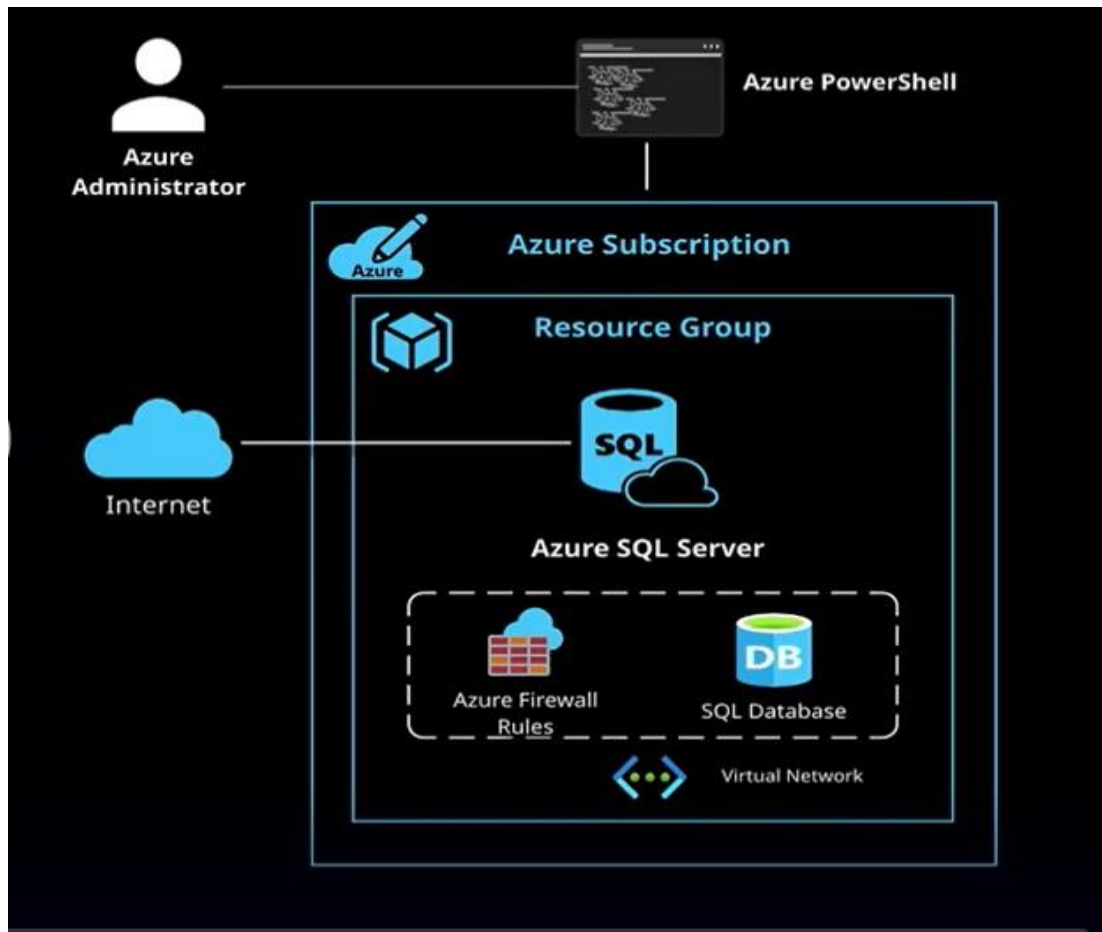 Azure PowerShell
Azure
Administrator
Azure
Azure Subscription
Resource Group
SQL
Internet
Azure SQL Server
DB
Azure Firewall
Rules
SQL Database
Virtual Network